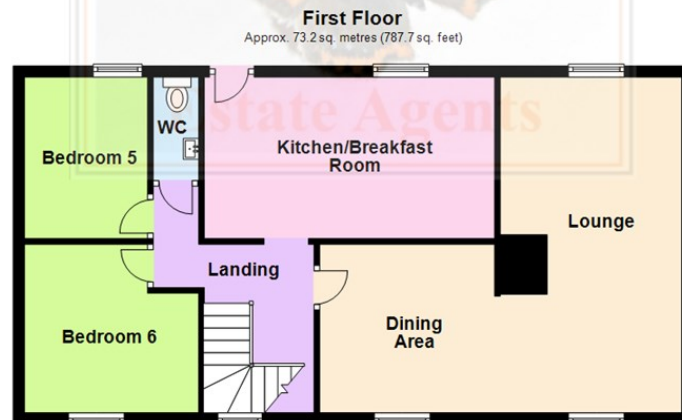 First Floor
Approx. 73.2 sq. metres (787.7 sq. feet)
Estate Agents
WC
Bedroom 5
Kitchen/Breakfast
Room
Lounge
Landing
Dining
Area
Bedroom 6